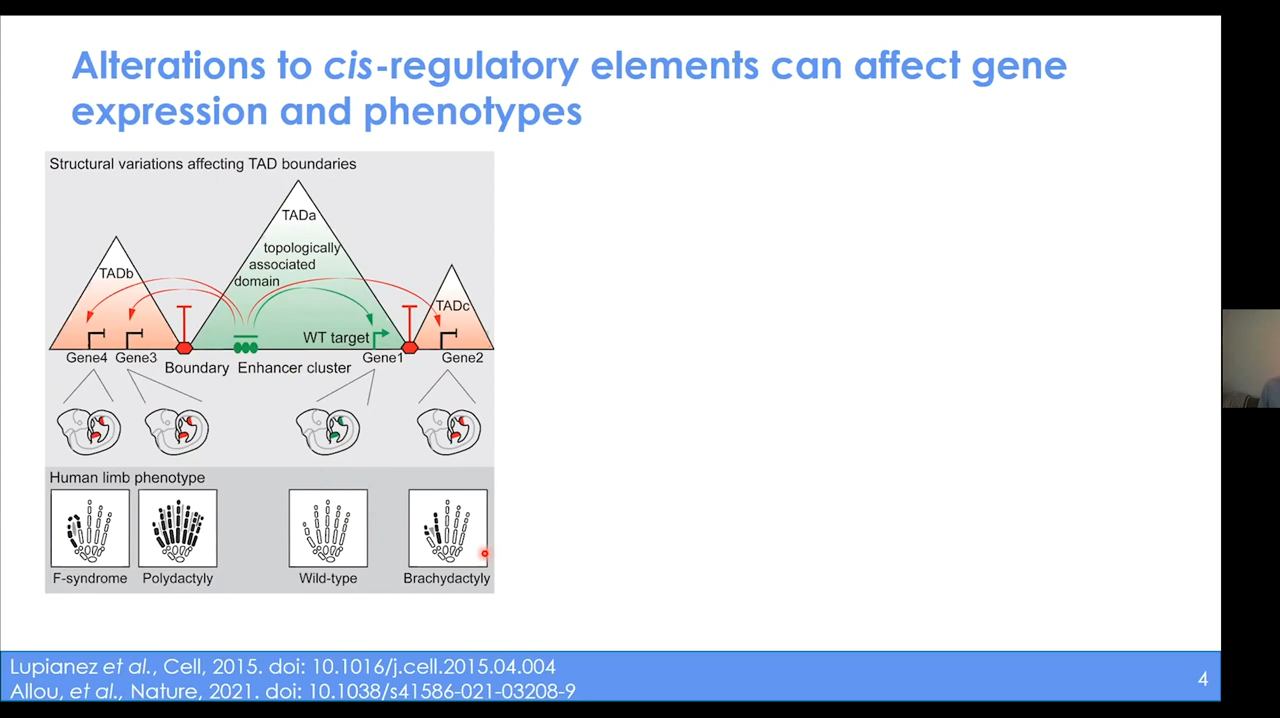 Alterations to cis-regulatory elements can affect gene
expression and phenotypes
Structural variations affecting TAD boundaries
TADa
topologically
associated
domain
TADb
TADc
WT target
Gene4
Gene3
Boundary
Enhancer cluster
Gene1
Gene2
Human limb phenotype
F-syndrome
Polydactyly
Wild-type
Brachydactyly
Lupianez et al., Cell, 2015. doi: 10.1016/j.cell.2015.04.004
Allou, et al., Nature, 2021. doi: 10.1038/s41586-021-03208-9
4